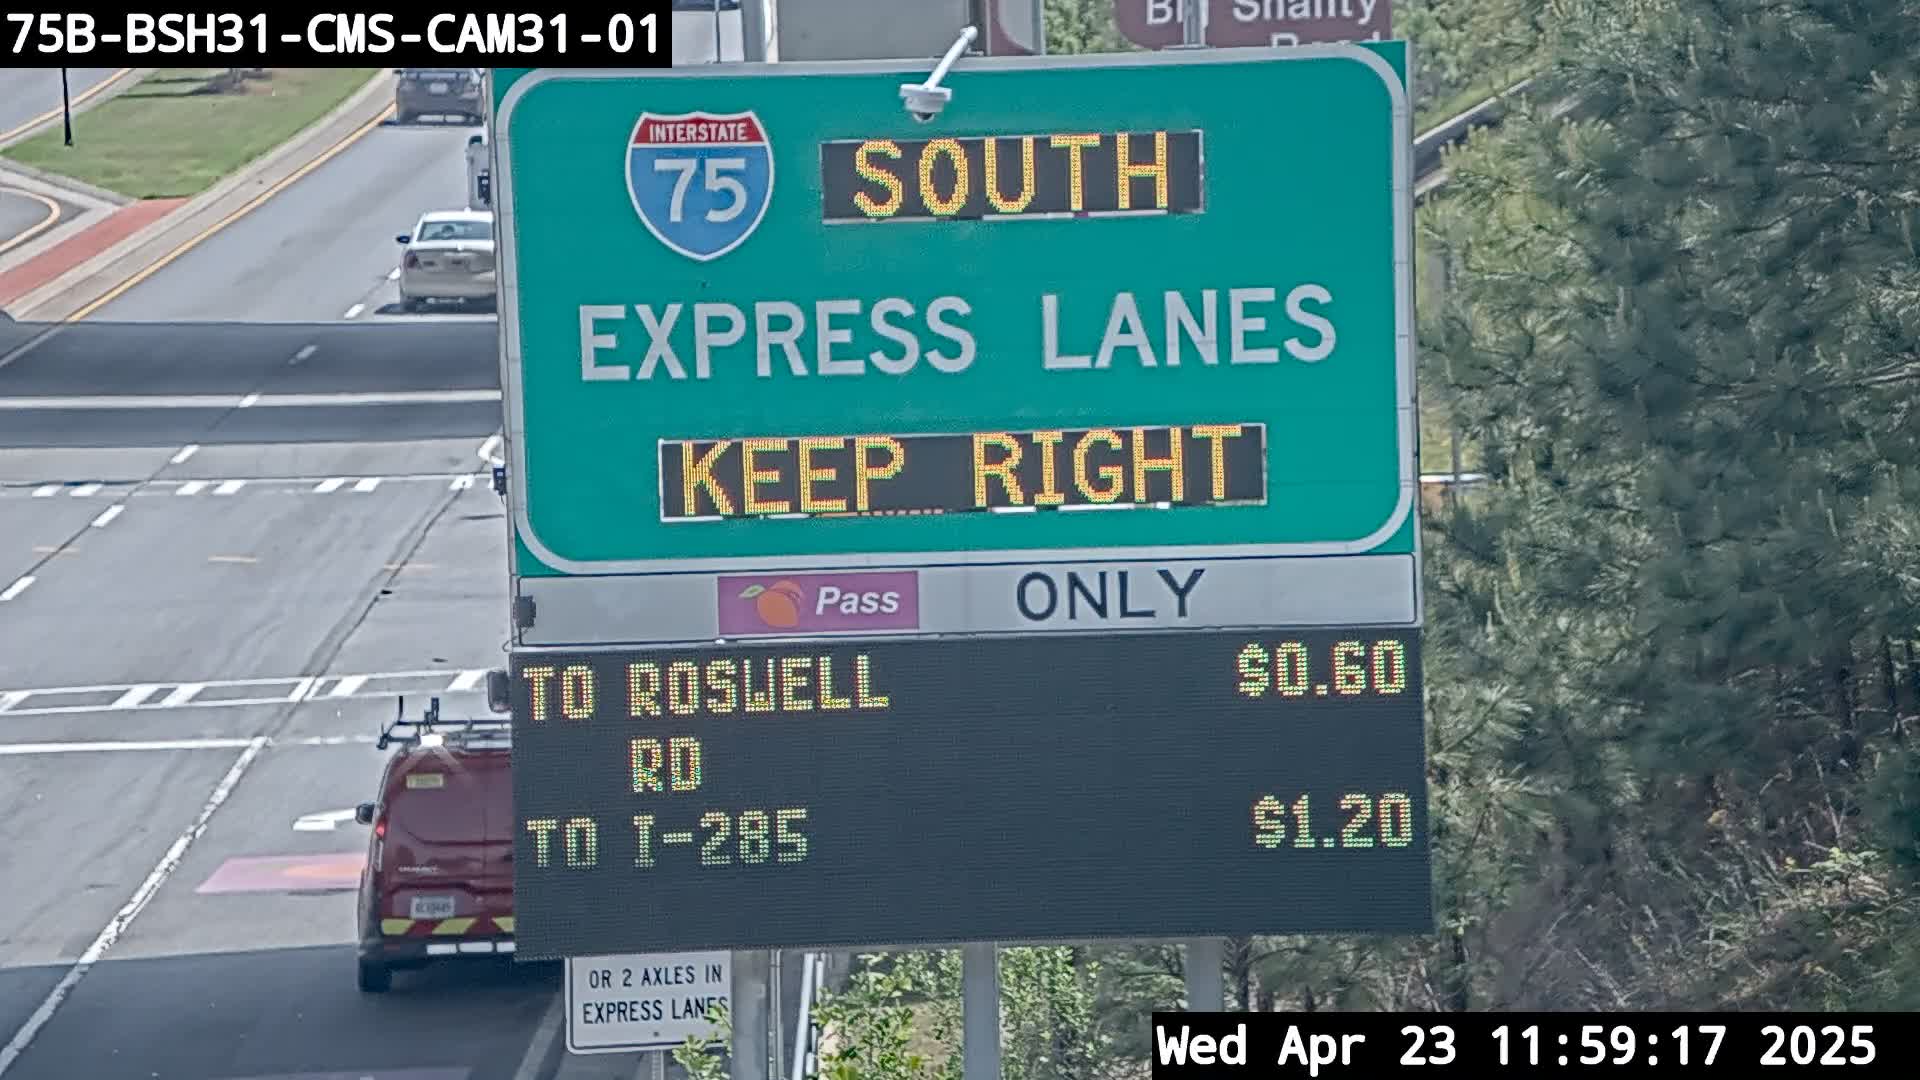 75B-BSH31-CMS-CAM31-01
Shanty
INTERSTATE
75
SOUTH
EXPRESS LANES
KEEP RIGHT
Pass ONLY
TO ROSWELL $0.60
RD
TO I-285 $1.20
OR 2 AXLES IN
EXPRESS LANES
Wed Apr 23 11:59:17 2025